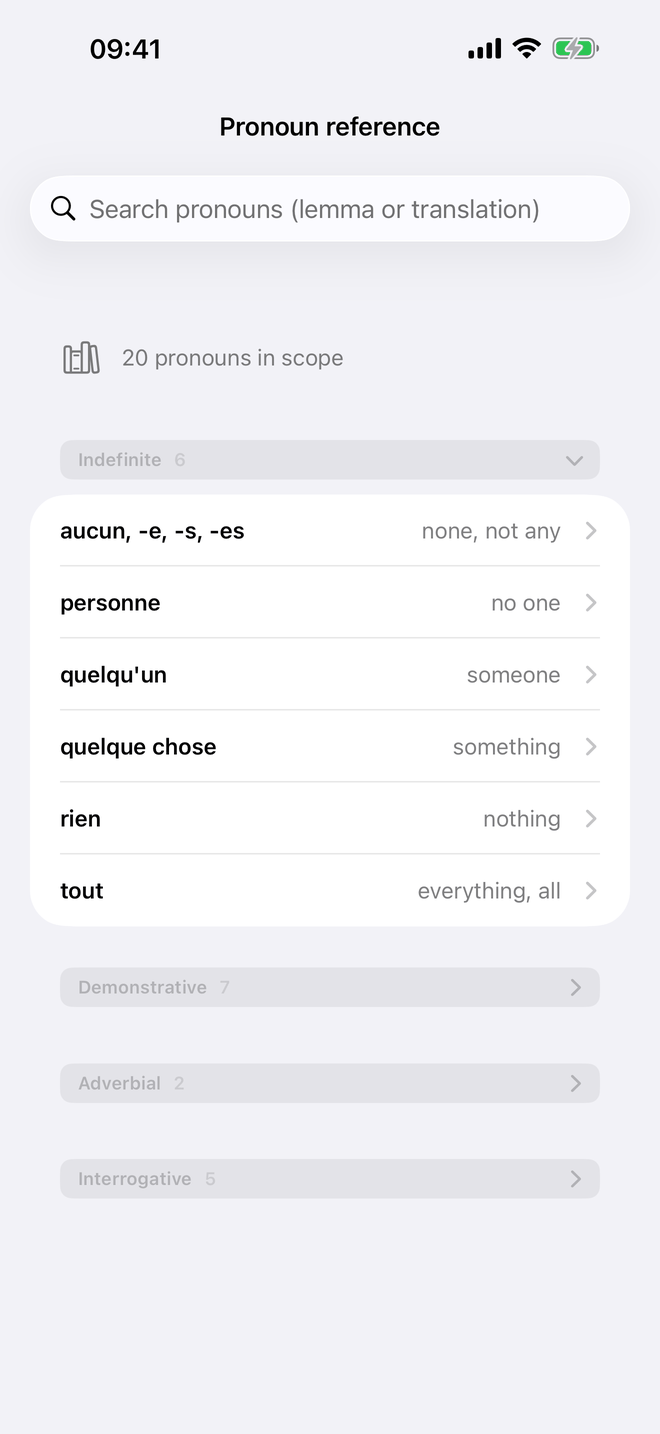 09:41
Pronoun reference
Search pronouns (lemma or translation)
20 pronouns in scope
Indefinite 6
aucun, -e, -s, -es none, not any
personne no one
quelqu'un someone
quelque chose something
rien nothing
tout everything, all
Demonstrative 7
Adverbial 2
Interrogative 5